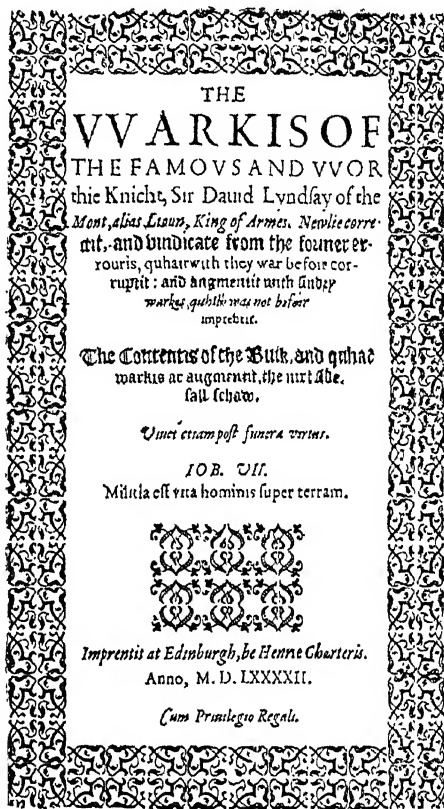 THE
VVARKIS OF
THE FAMOVS AND VVOR
thie Knicht, Sir Dauid Lyndſay of the
Mont, alias, Lioun, King of Armes. Newlie corre-
ctit, and vindicate from the former er-
rouris, quhairwith they war befoir cor-
ruptit: and augmentit with ſindry
warkes, quhilk was not befoir
imprentit.
The Contentis of the Buik, and quhat
warkis ar augmentit, the nixt ſide.
ſall ſchaw.
Viuet etiam poſt funera virtus.
IOB. VII.
Militia eſt vita hominis ſuper terram.
Imprentit at Edinburgh, be Henrie Charteris.
Anno, M. D. LXXXXII.
Cum Priuilegio Regali.